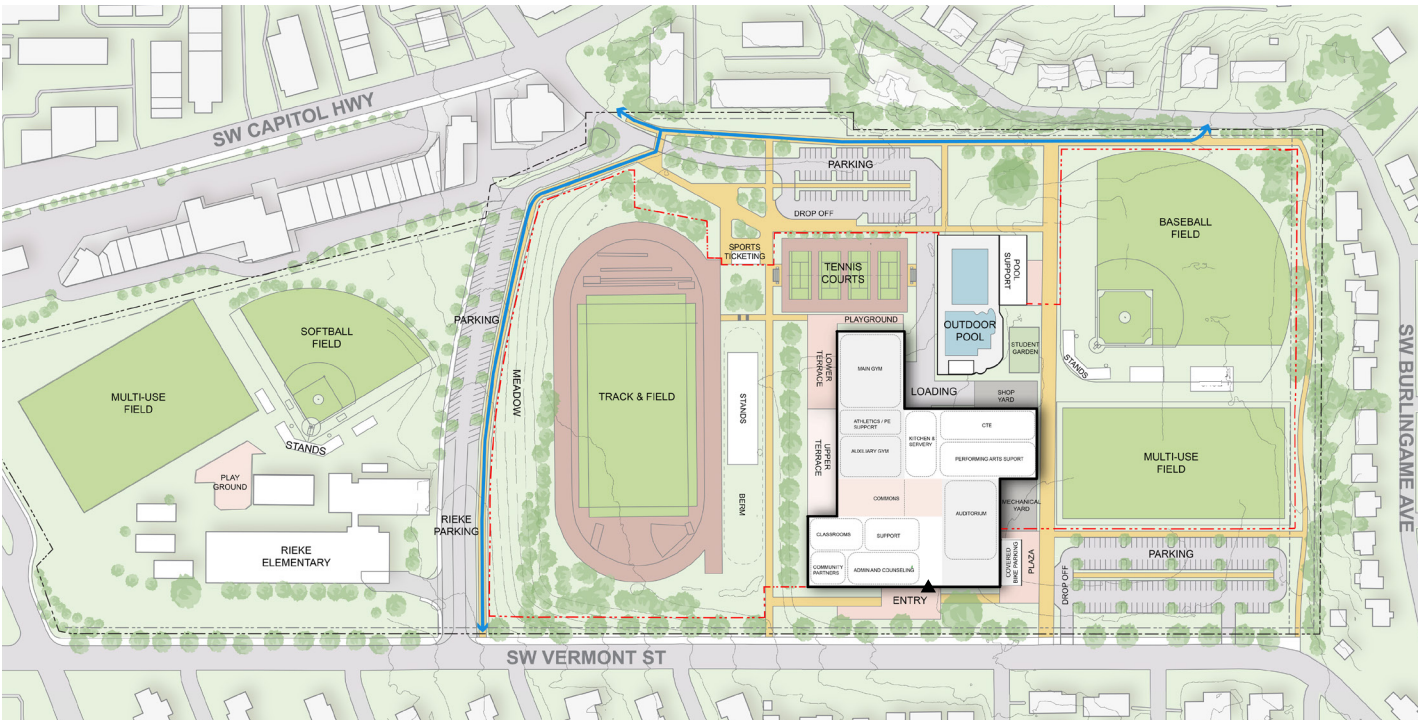 SW CAPITOL HWY
PARKING
DROP OFF
SPORTS
TICKETING
TENNIS
COURTS
POOL
SUPPORT
BASEBALL
FIELD
OUTDOOR
POOL
STUDENT
GARDEN
PLAYGROUND
SOFTBALL
FIELD
PARKING
MULTI-USE
FIELD
STANDS
PLAY
GROUND
RIEKE
PARKING
RIEKE
ELEMENTARY
MEADOW
TRACK & FIELD
STANDS
BERM
LOWER
TERRACE
UPPER
TERRACE
MAIN GYM
ATHLETICS / PE
SUPPORT
AUXILIARY GYM
KITCHEN &
SERVERY
LOADING
SHOP
YARD
CTE
PERFORMING ARTS SUPORT
COMMONS
AUDITORIUM
MECHANICAL
YARD
CLASSROOMS
SUPPORT
COMMUNITY
PARTNERS
ADMIN AND COUNSELING
COVERED
BIKE PARKING
PLAZA
ENTRY
STANDS
MULTI-USE
FIELD
PARKING
DROP OFF
SW BURLINGAME AVE
SW VERMONT ST